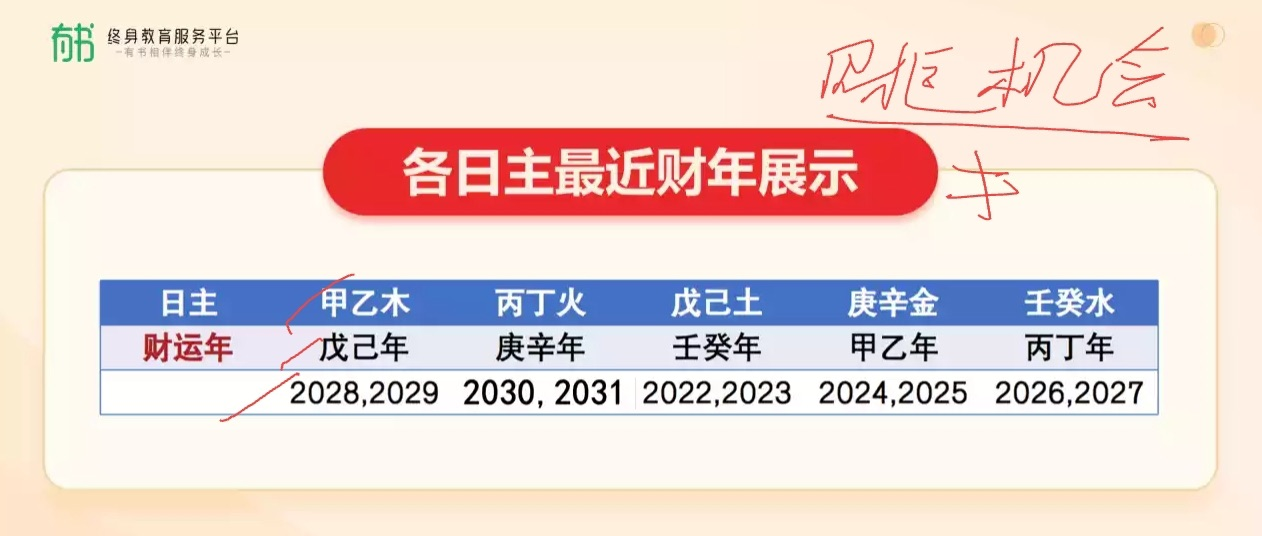 有书 终身教育服务平台
-有书相伴终身成长-
机会
各日主最近财年展示
日主 甲乙木 丙丁火 戊己土 庚辛金 壬癸水
财运年 戊己年 庚辛年 壬癸年 甲乙年 丙丁年
2028,2029 2030, 2031 2022,2023 2024,2025 2026,2027